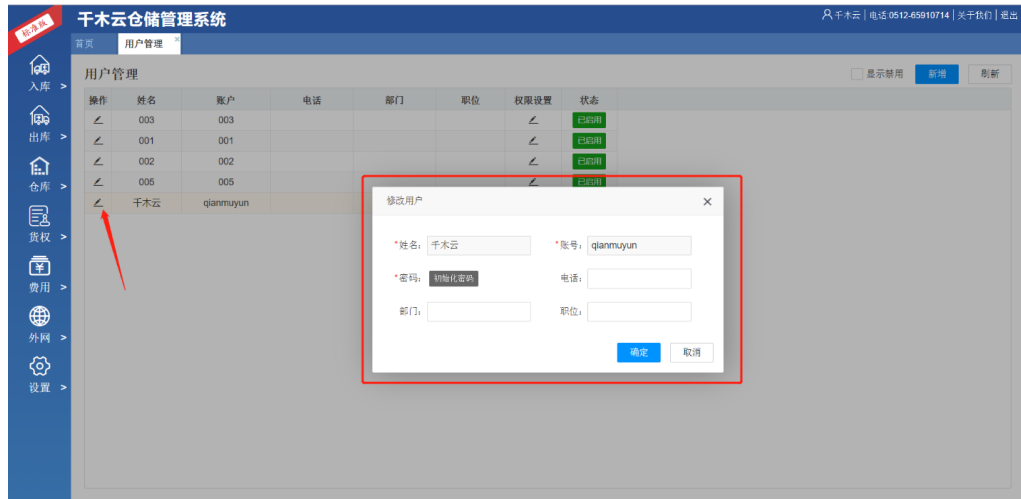 标准版
千木云仓储管理系统
千木云 | 电话:0512-65910714 | 关于我们 | 退出
首页 用户管理 ×
用户管理 显示禁用 新增 刷新
操作 姓名 账户 电话 部门 职位 权限设置 状态
003 003 已启用
001 001 已启用
002 002 已启用
005 005 已启用
千木云 qianmuyun
入库 >
出库 >
仓库 >
货权 >
费用 >
外网 >
设置 >
修改用户 ×
*姓名: 千木云 *账号: qianmuyun
*密码: 初始化密码 电话:
部门: 职位:
确定 取消